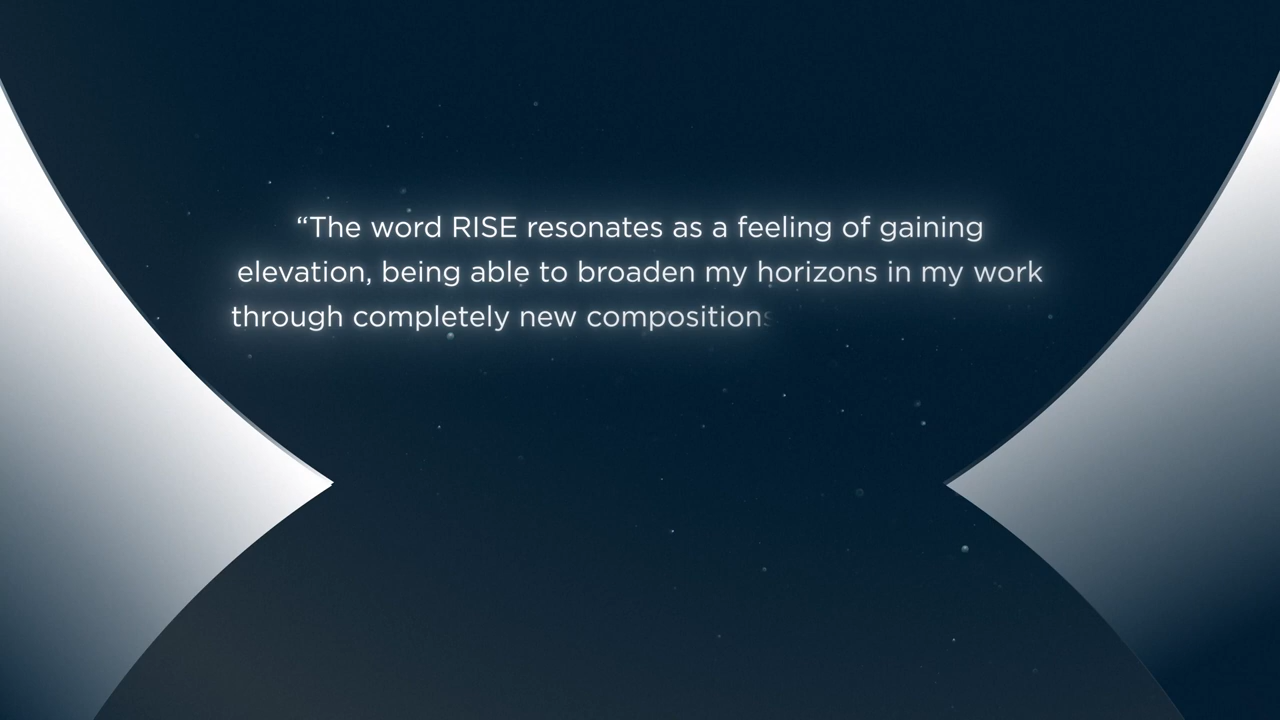 “The word RISE resonates as a feeling of gaining
elevation, being able to broaden my horizons in my work
through completely new compositions